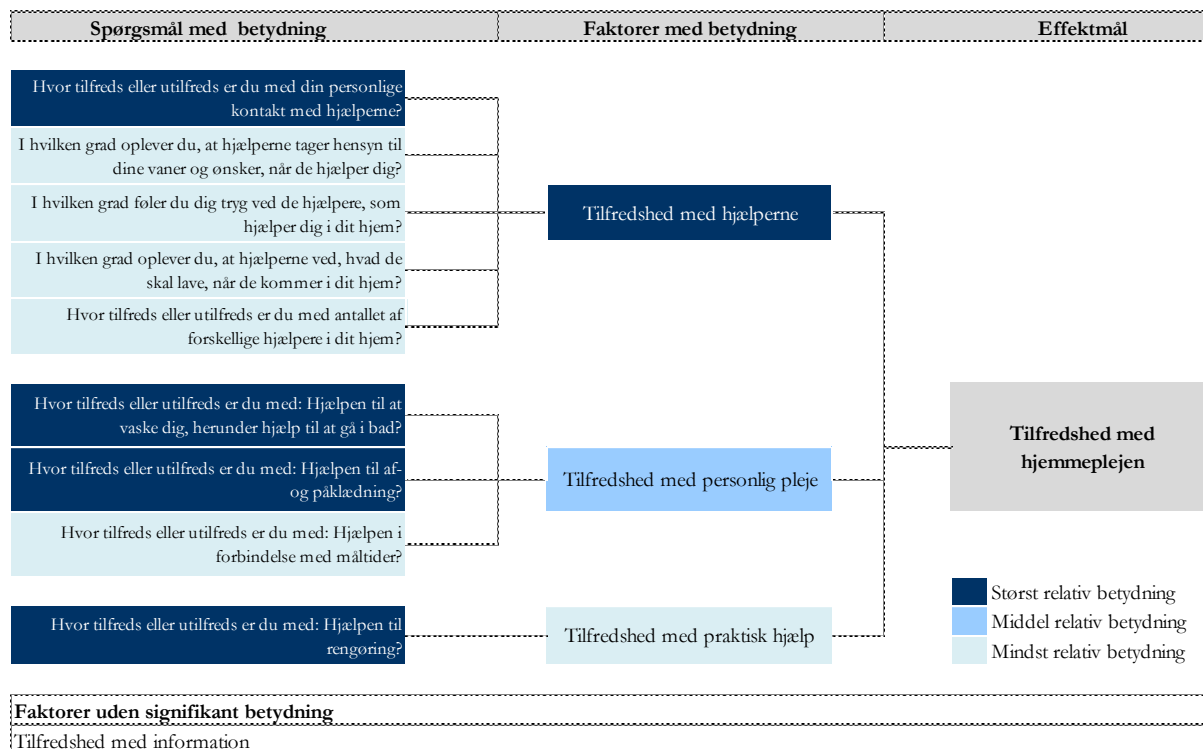 Spørgsmål med betydning
Faktorer med betydning
Effektmål
Hvor tilfreds eller utilfreds er du med din personlige
kontakt med hjælperne?
I hvilken grad oplever du, at hjælperne tager hensyn til
dine vaner og ønsker, når de hjælper dig?
I hvilken grad føler du dig tryg ved de hjælpere, som
hjælper dig i dit hjem?
I hvilken grad oplever du, at hjælperne ved, hvad de
skal lave, når de kommer i dit hjem?
Hvor tilfreds eller utilfreds er du med antallet af
forskellige hjælpere i dit hjem?
Tilfredshed med hjælperne
Hvor tilfreds eller utilfreds er du med: Hjælpen til at
vaske dig, herunder hjælp til at gå i bad?
Hvor tilfreds eller utilfreds er du med: Hjælpen til af-
og påklædning?
Hvor tilfreds eller utilfreds er du med: Hjælpen i
forbindelse med måltider?
Tilfredshed med personlig pleje
Hvor tilfreds eller utilfreds er du med: Hjælpen til
rengøring?
Tilfredshed med praktisk hjælp
Tilfredshed med
hjemmeplejen
Størst relativ betydning
Middel relativ betydning
Mindst relativ betydning
Faktorer uden signifikant betydning
Tilfredshed med information